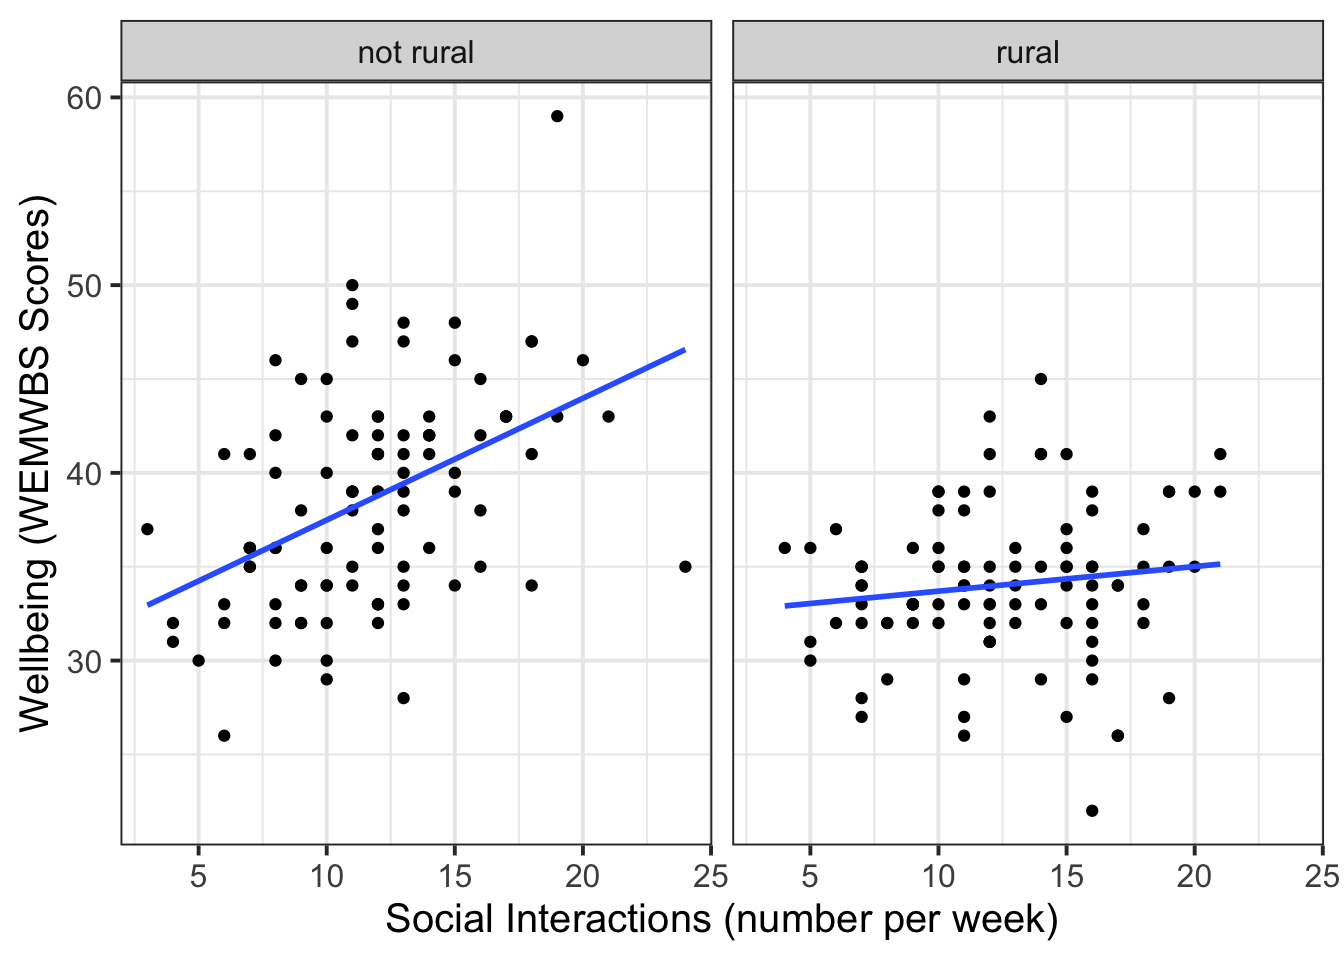 not rural
rural
60
50
40
30
Wellbeing (WEMWBS Scores)
5 10 15 20 25
5 10 15 20 25
Social Interactions (number per week)